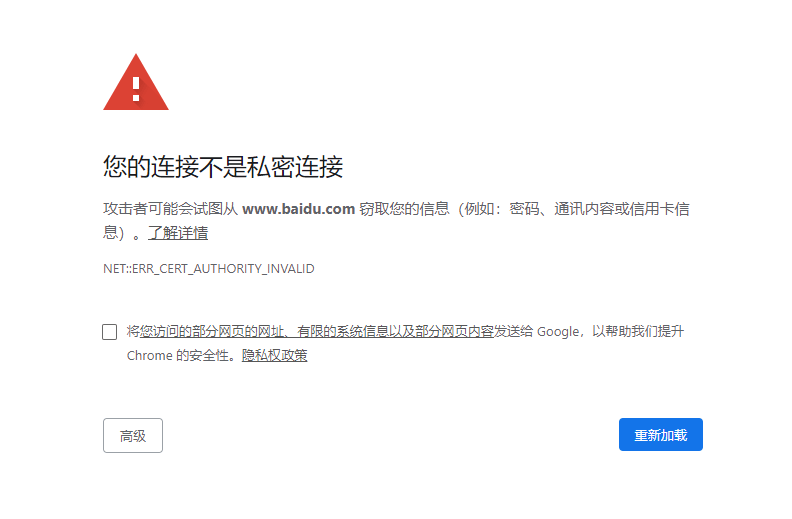 您的连接不是私密连接
攻击者可能会试图从 www.baidu.com 窃取您的信息（例如：密码、通讯内容或信用卡信
息）。了解详情
NET::ERR_CERT_AUTHORITY_INVALID
将您访问的部分网页的网址、有限的系统信息以及部分网页内容发送给 Google，以帮助我们提升
Chrome 的安全性。隐私权政策
高级
重新加载